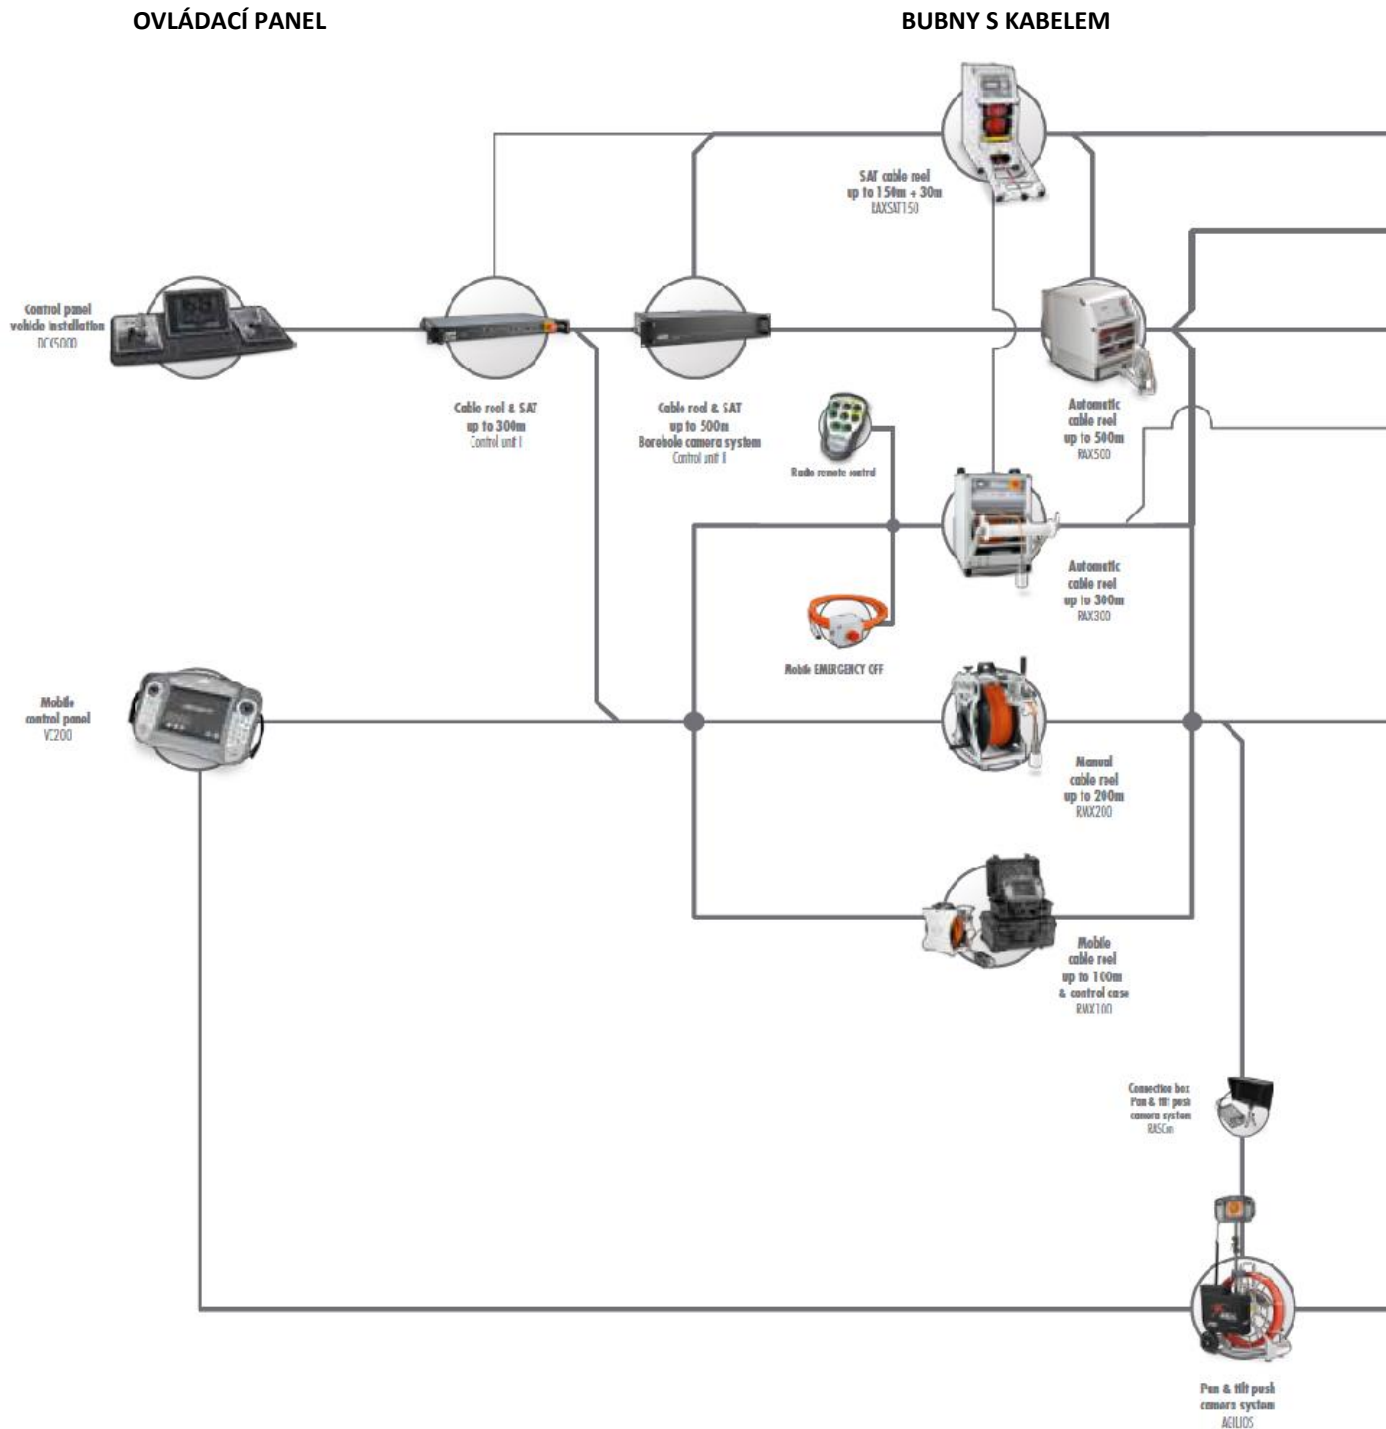 OVLÁDACÍ PANEL
BUBNY S KABELEM
SAT cable reel
up to 150m + 30m
RAXSAT150
Control panel
vehicle installation
DCX5000
Cable reel & SAT
up to 300m
Control unit I
Cable reel & SAT
up to 500m
Borehole camera system
Control unit II
Automatic
cable reel
up to 500m
RAX500
Radio remote control
Automatic
cable reel
up to 300m
RAX300
Mobile EMERGENCY OFF
Mobile
control panel
VC200
Manual
cable reel
up to 200m
RMX200
Mobile
cable reel
up to 100m
& control case
RMX100
Connection box
Pan & tilt push
camera system
Pan & tilt push
camera system
AGILIOS